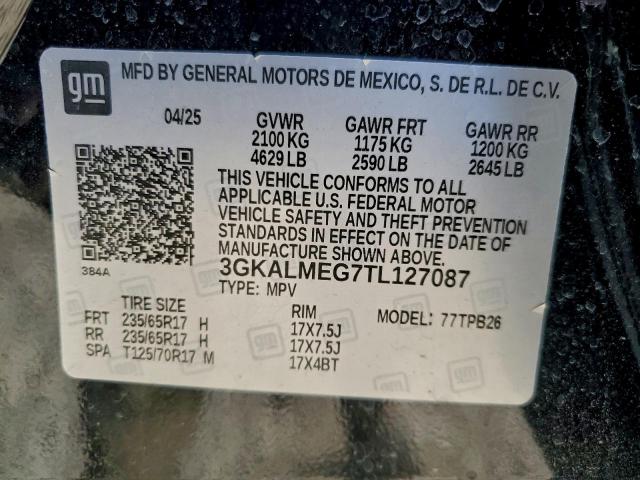 gm MFD BY GENERAL MOTORS DE MEXICO, S. DE R.L. DE C.V.
04/25 GVWR GAWR FRT GAWR RR
2100 KG 1175 KG 1200 KG
4629 LB 2590 LB 2645 LB
THIS VEHICLE CONFORMS TO ALL
APPLICABLE U.S. FEDERAL MOTOR
VEHICLE SAFETY AND THEFT PREVENTION
STANDARDS IN EFFECT ON THE DATE
OF MANUFACTURE SHOWN ABOVE.
384A
3GKALMEG7TL127087
TYPE: MPV
TIRE SIZE RIM MODEL: 77TPB26
FRT 235/65R17 H 17X7.5J
RR 235/65R17 H 17X7.5J
SPA T125/70R17 M 17X4BT